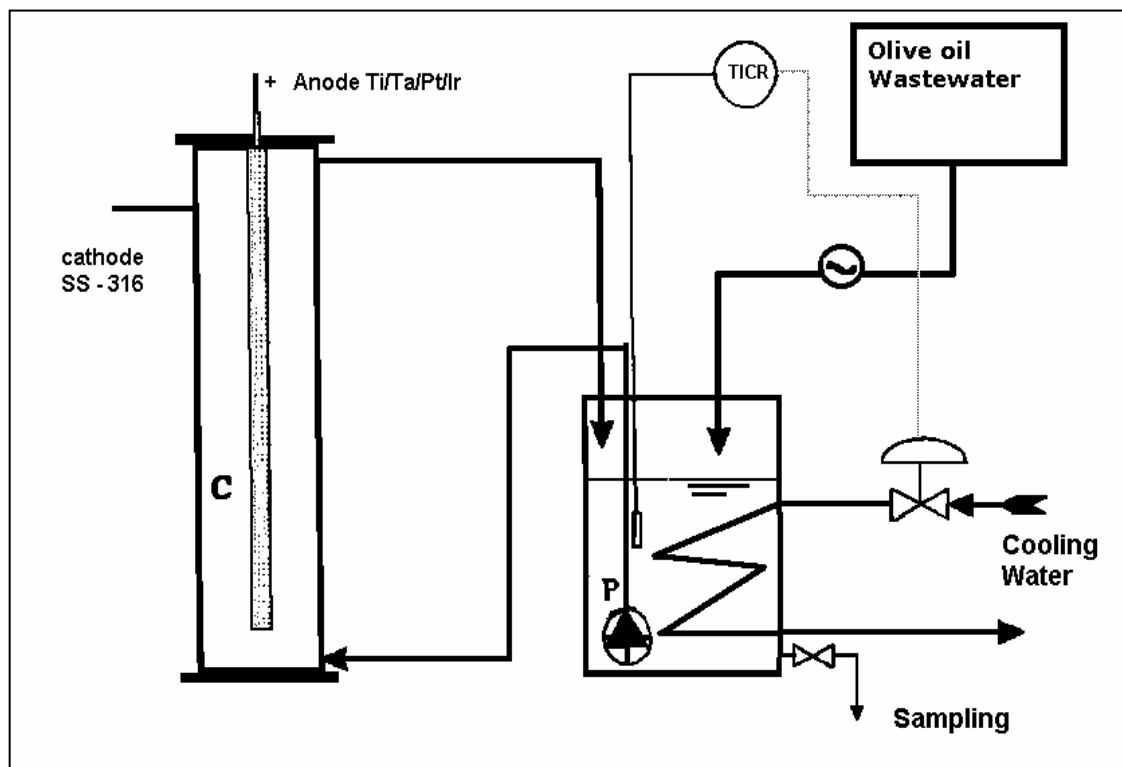 Olive oil
Wastewater
TICR
+ Anode Ti/Ta/Pt/Ir
cathode
SS - 316
C
P
Cooling
Water
Sampling